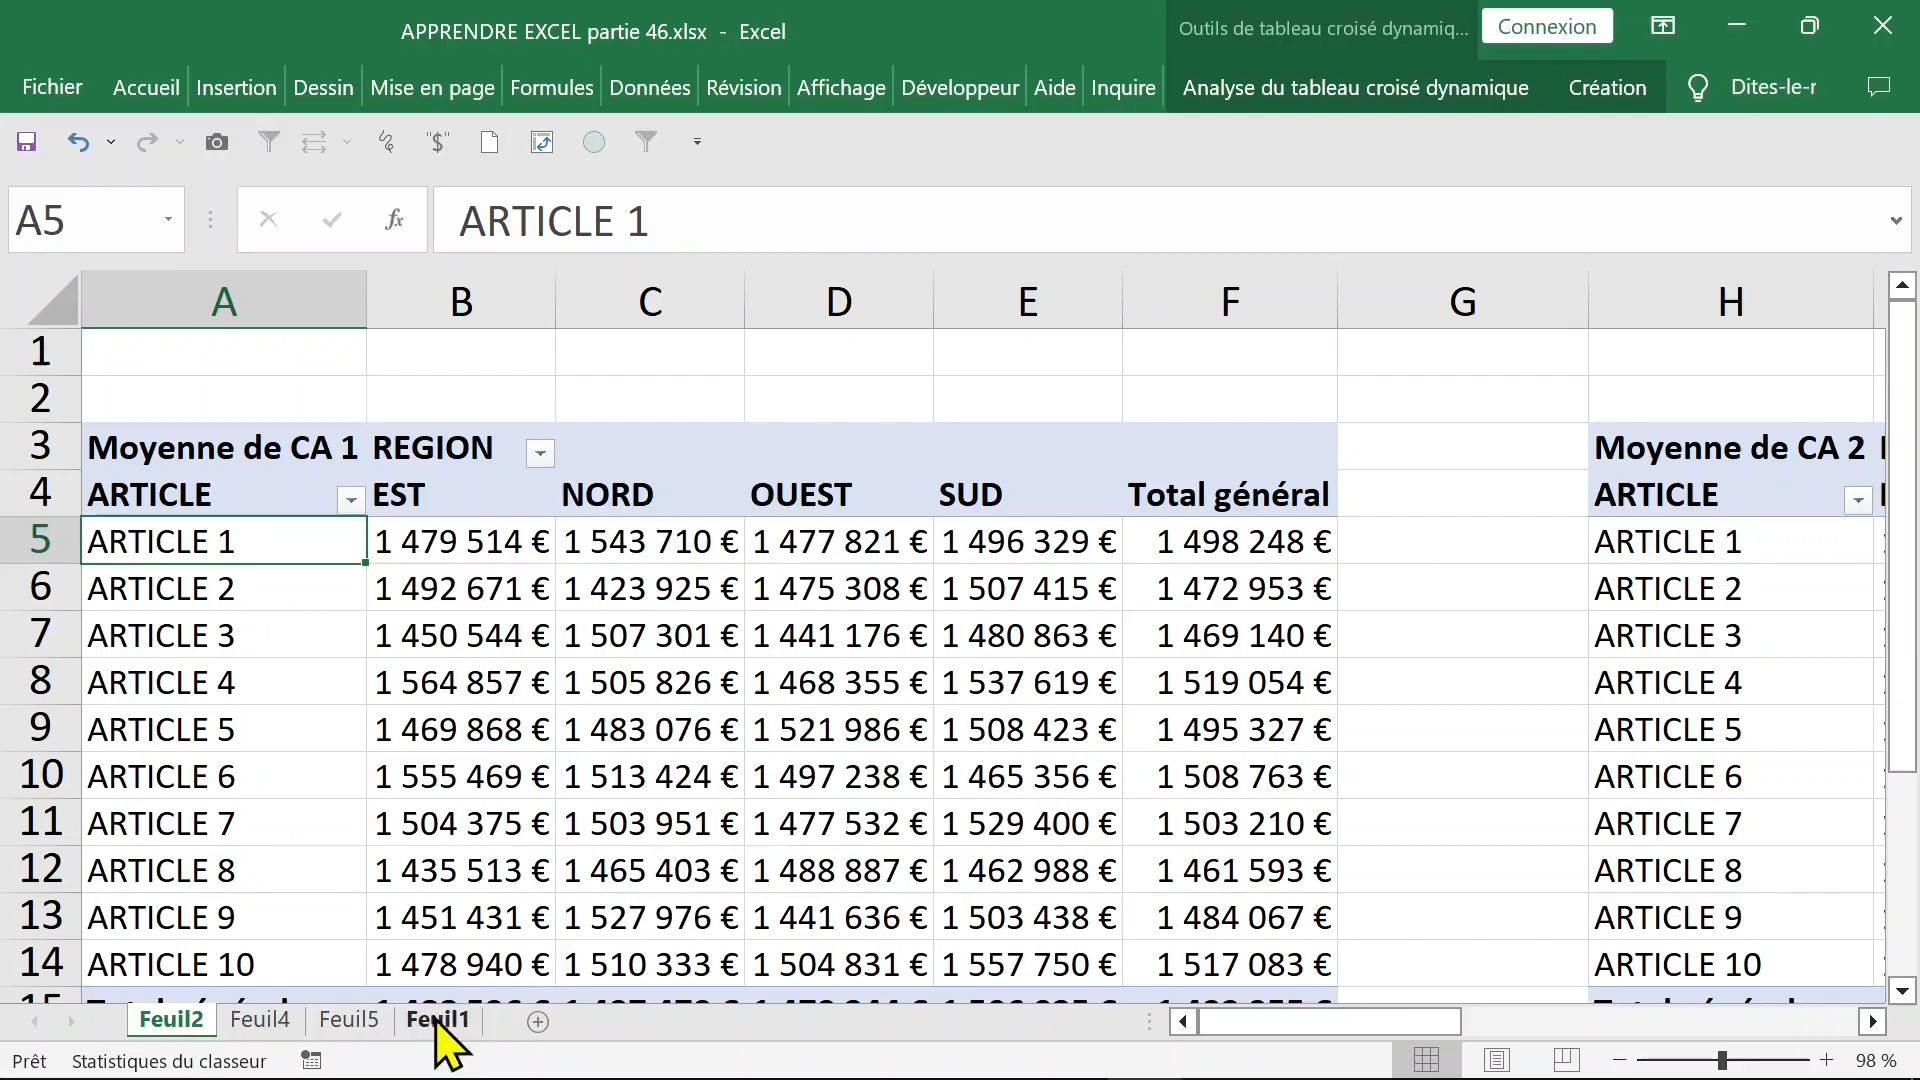 APPRENDRE EXCEL partie 46.xlsx - Excel
Outils de tableau croisé dynamiq...
Connexion
Fichier Accueil Insertion Dessin Mise en page Formules Données Révision Affichage Développeur Aide Inquire Analyse du tableau croisé dynamique Création Dites-le-r
"$"
A5 fx ARTICLE 1
A B C D E F G H
1
2
3 Moyenne de CA 1 REGION Moyenne de CA 2
4 ARTICLE EST NORD OUEST SUD Total général ARTICLE
5 ARTICLE 1 1 479 514 € 1 543 710 € 1 477 821 € 1 496 329 € 1 498 248 € ARTICLE 1
6 ARTICLE 2 1 492 671 € 1 423 925 € 1 475 308 € 1 507 415 € 1 472 953 € ARTICLE 2
7 ARTICLE 3 1 450 544 € 1 507 301 € 1 441 176 € 1 480 863 € 1 469 140 € ARTICLE 3
8 ARTICLE 4 1 564 857 € 1 505 826 € 1 468 355 € 1 537 619 € 1 519 054 € ARTICLE 4
9 ARTICLE 5 1 469 868 € 1 483 076 € 1 521 986 € 1 508 423 € 1 495 327 € ARTICLE 5
10 ARTICLE 6 1 555 469 € 1 513 424 € 1 497 238 € 1 465 356 € 1 508 763 € ARTICLE 6
11 ARTICLE 7 1 504 375 € 1 503 951 € 1 477 532 € 1 529 400 € 1 503 210 € ARTICLE 7
12 ARTICLE 8 1 435 513 € 1 465 403 € 1 488 887 € 1 462 988 € 1 461 593 € ARTICLE 8
13 ARTICLE 9 1 451 431 € 1 527 976 € 1 441 636 € 1 503 438 € 1 484 067 € ARTICLE 9
14 ARTICLE 10 1 478 940 € 1 510 333 € 1 504 831 € 1 557 750 € 1 517 083 € ARTICLE 10
Feuil2 Feuil4 Feuil5 Feuil1
Prêt Statistiques du classeur 98 %